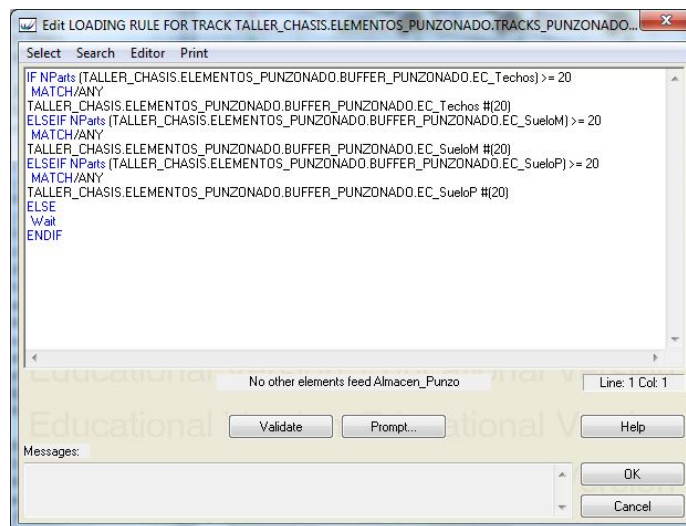 Edit LOADING RULE FOR TRACK TALLER_CHASIS.ELEMENTOS_PUNZONADO.TRACKS_PUNZONADO...
Select Search Editor Print
IF NParts (TALLER_CHASIS.ELEMENTOS_PUNZONADO.BUFFER_PUNZONADO.EC_Techos) >= 20
MATCH/ANY
TALLER_CHASIS.ELEMENTOS_PUNZONADO.BUFFER_PUNZONADO.EC_Techos #(20)
ELSEIF NParts (TALLER_CHASIS.ELEMENTOS_PUNZONADO.BUFFER_PUNZONADO.EC_SueloM) >= 20
MATCH/ANY
TALLER_CHASIS.ELEMENTOS_PUNZONADO.BUFFER_PUNZONADO.EC_SueloM #(20)
ELSEIF NParts (TALLER_CHASIS.ELEMENTOS_PUNZONADO.BUFFER_PUNZONADO.EC_SueloP) >= 20
MATCH/ANY
TALLER_CHASIS.ELEMENTOS_PUNZONADO.BUFFER_PUNZONADO.EC_SueloP #(20)
ELSE
Wait
ENDIF
No other elements feed Almacen_Punzo
Line: 1 Col: 1
Educational Version
Validate Prompt... Help
Messages:
OK
Cancel